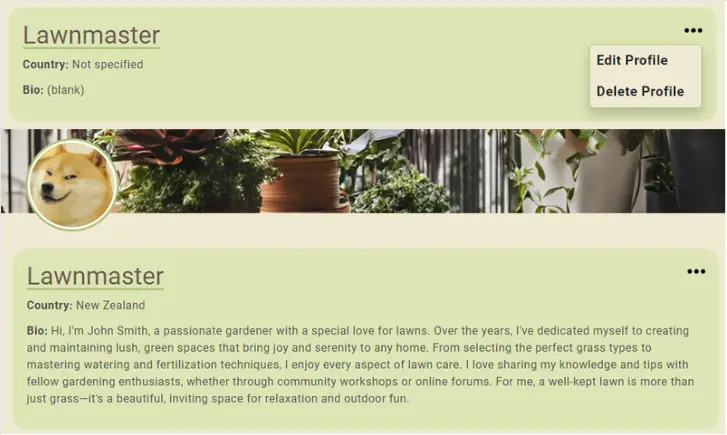 Lawnmaster
Country: Not specified
Bio: (blank)
Edit Profile
Delete Profile
Lawnmaster
Country: New Zealand
Bio: Hi, I'm John Smith, a passionate gardener with a special love for lawns. Over the years, I've dedicated myself to creating
and maintaining lush, green spaces that bring joy and serenity to any home. From selecting the perfect grass types to
mastering watering and fertilization techniques, I enjoy every aspect of lawn care. I love sharing my knowledge and tips with
fellow gardening enthusiasts, whether through community workshops or online forums. For me, a well-kept lawn is more than
just grass—it's a beautiful, inviting space for relaxation and outdoor fun.